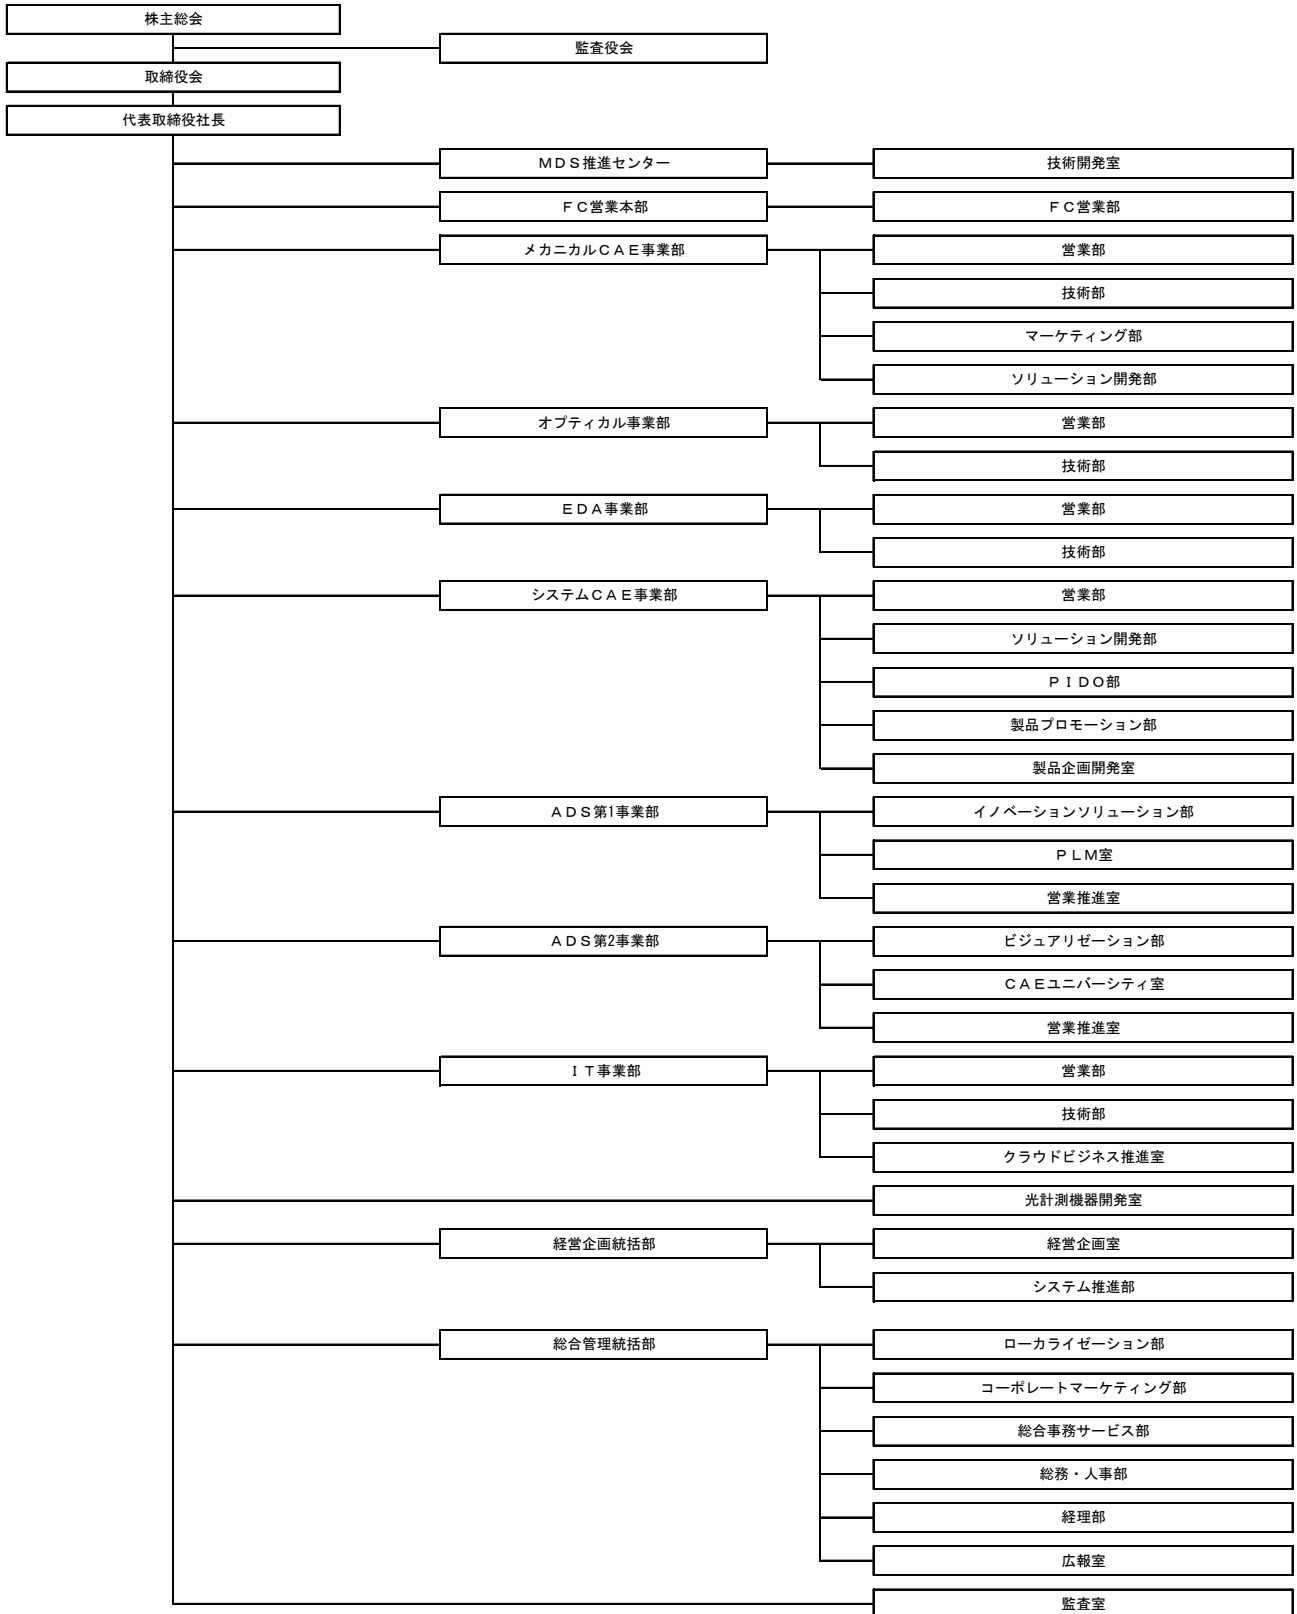 株主総会
監査役会
取締役会
代表取締役社長
ＭＤＳ推進センター
技術開発室
ＦＣ営業本部
ＦＣ営業部
メカニカルＣＡＥ事業部
営業部
技術部
マーケティング部
ソリューション開発部
オプティカル事業部
営業部
技術部
ＥＤＡ事業部
営業部
技術部
システムＣＡＥ事業部
営業部
ソリューション開発部
ＰＩＤＯ部
製品プロモーション部
製品企画開発室
ＡＤＳ第1事業部
イノベーションソリューション部
ＰＬＭ室
営業推進室
ＡＤＳ第2事業部
ビジュアリゼーション部
ＣＡＥユニバーシティ室
営業推進室
ＩＴ事業部
営業部
技術部
クラウドビジネス推進室
光計測機器開発室
経営企画統括部
経営企画室
システム推進部
総合管理統括部
ローカライゼーション部
コーポレートマーケティング部
総合事務サービス部
総務・人事部
経理部
広報室
監査室